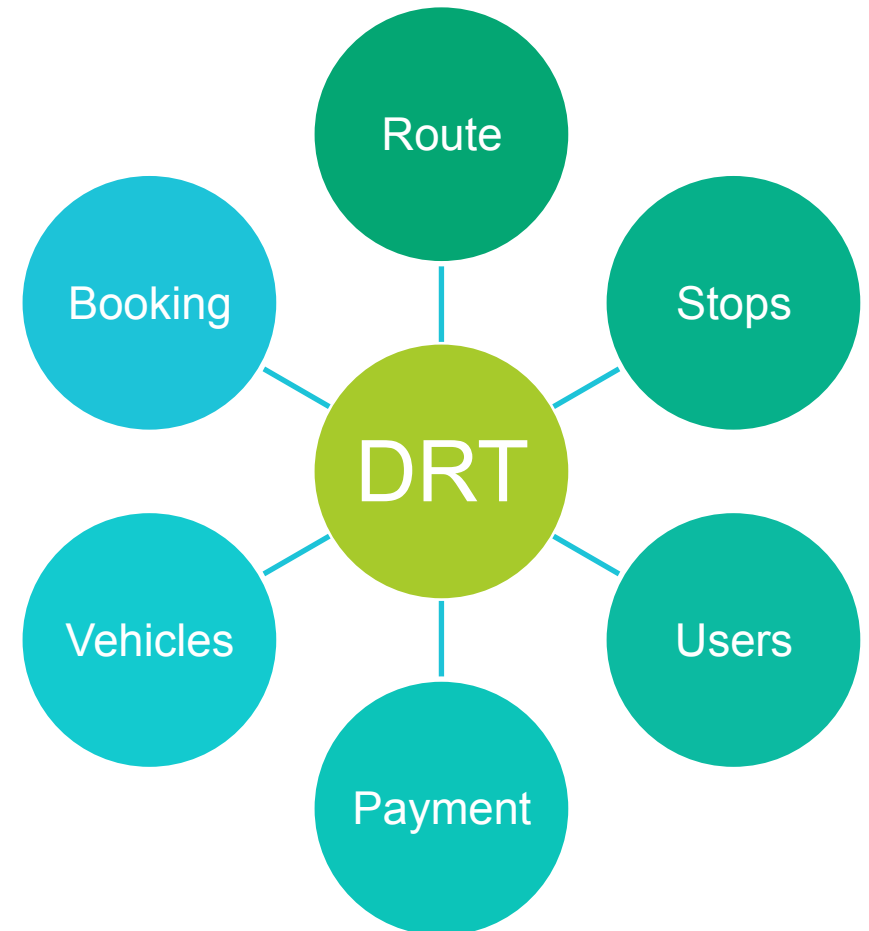 Route
Booking
Stops
DRT
Vehicles
Users
Payment